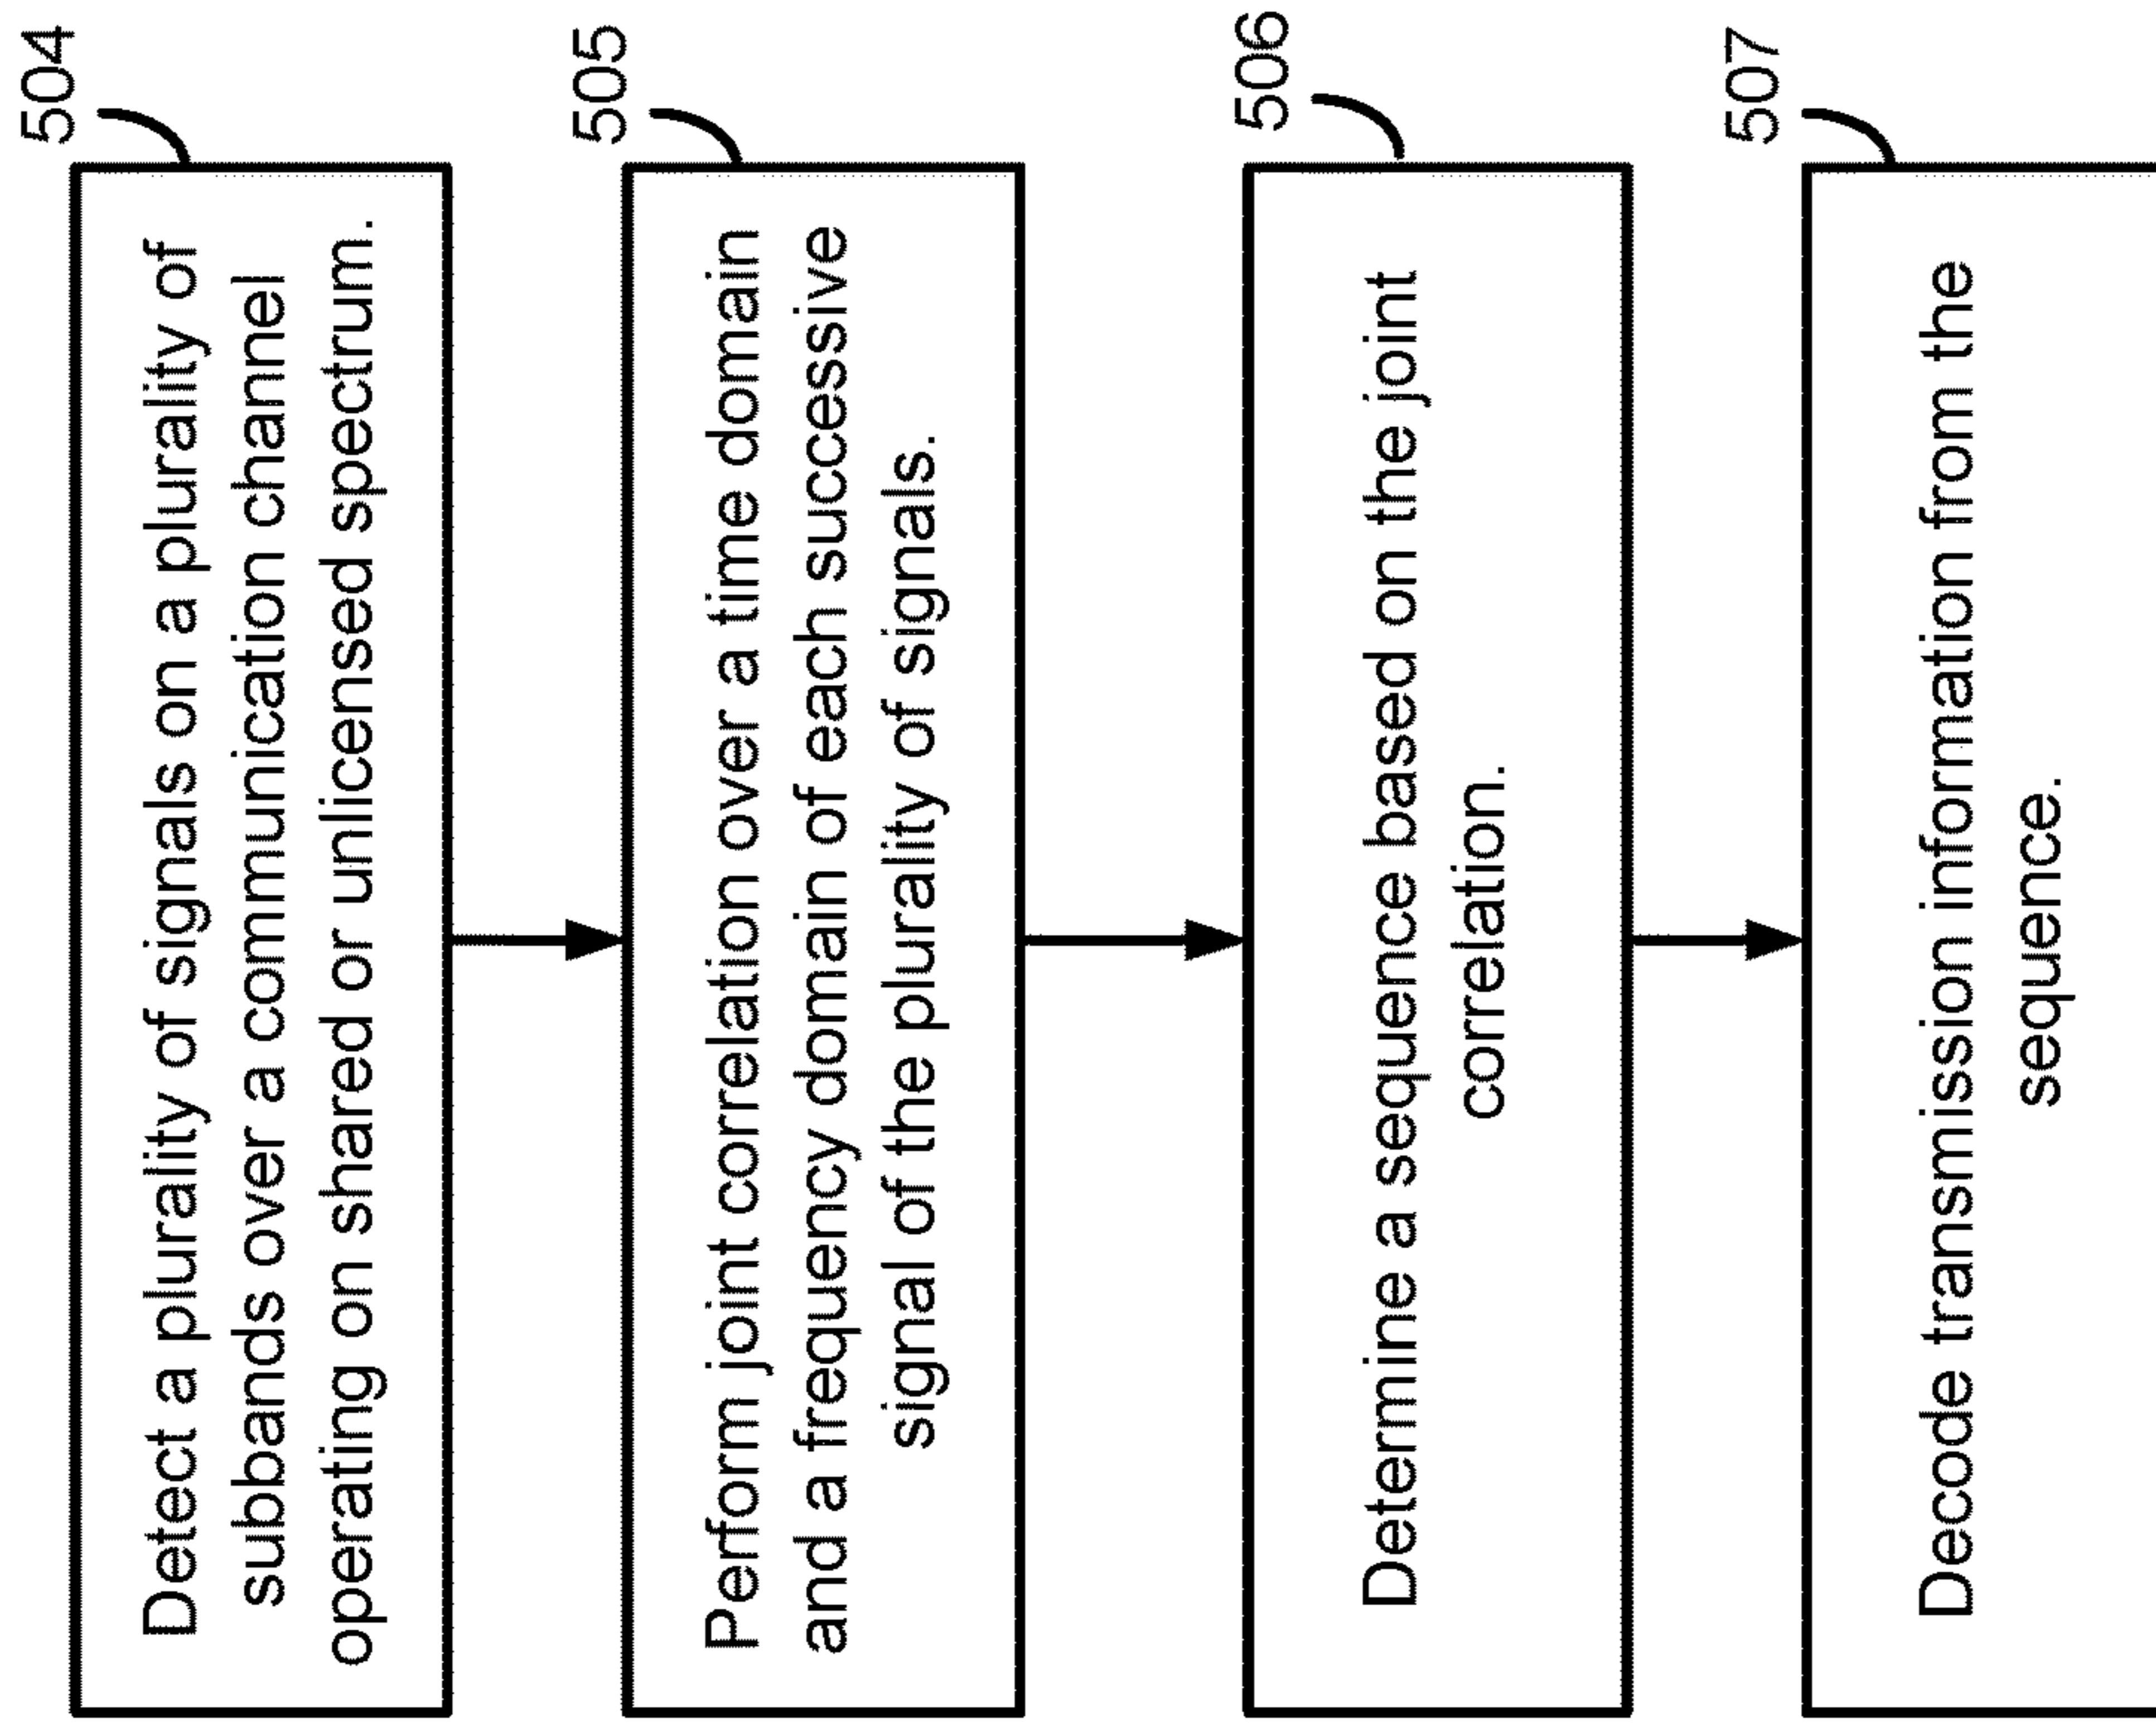 504
Detect a plurality of signals on a plurality of
subbands over a communication channel
operating on shared or unlicensed spectrum.
505
Perform joint correlation over a time domain
and a frequency domain of each successive
signal of the plurality of signals.
506
Determine a sequence based on the joint
correlation.
507
Decode transmission information from the
sequence.